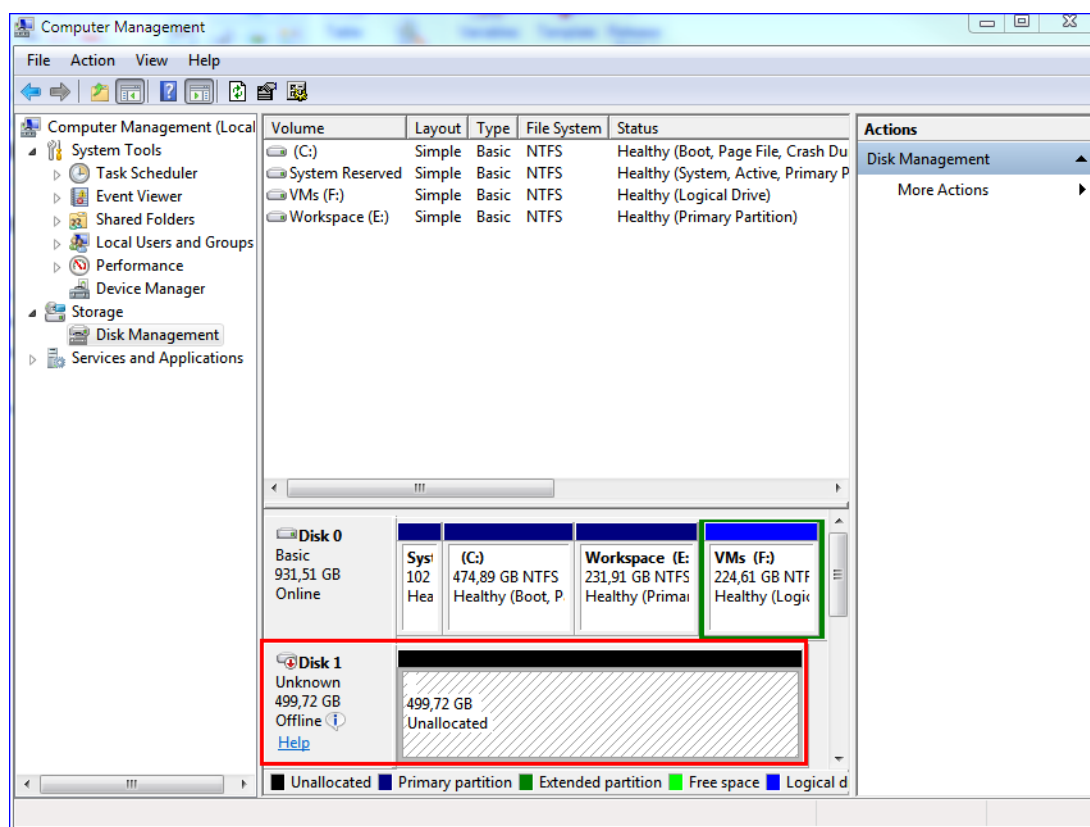 Computer Management
File Action View Help
Computer Management (Local
System Tools
Task Scheduler
Event Viewer
Shared Folders
Local Users and Groups
Performance
Device Manager
Storage
Disk Management
Services and Applications
Volume Layout Type File System Status
(C:) Simple Basic NTFS Healthy (Boot, Page File, Crash Du
System Reserved Simple Basic NTFS Healthy (System, Active, Primary P
VMs (F:) Simple Basic NTFS Healthy (Logical Drive)
Workspace (E:) Simple Basic NTFS Healthy (Primary Partition)
Actions
Disk Management
More Actions
Disk 0
Basic
931,51 GB
Online
Syst
102
Hea
(C:)
474,89 GB NTFS
Healthy (Boot, P
Workspace (E:
231,91 GB NTFS
Healthy (Primar
VMs (F:)
224,61 GB NTF
Healthy (Logic
Disk 1
Unknown
499,72 GB
Offline
Help
499,72 GB
Unallocated
Unallocated Primary partition Extended partition Free space Logical d